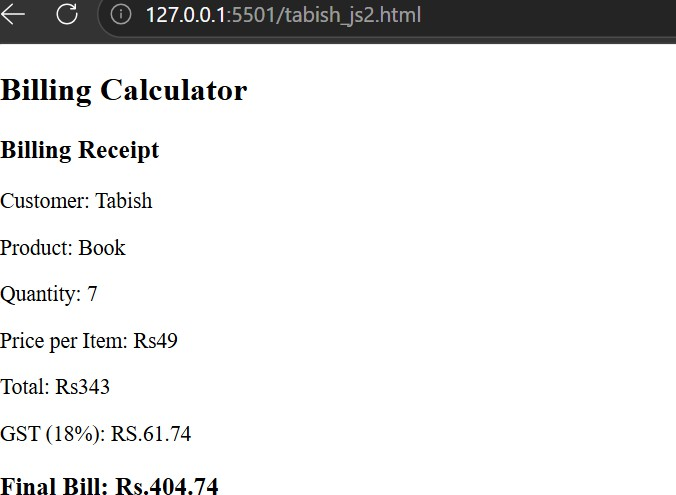 127.0.0.1:5501/tabish_js2.html
Billing Calculator
Billing Receipt
Customer: Tabish
Product: Book
Quantity: 7
Price per Item: Rs49
Total: Rs343
GST (18%): RS.61.74
Final Bill: Rs.404.74